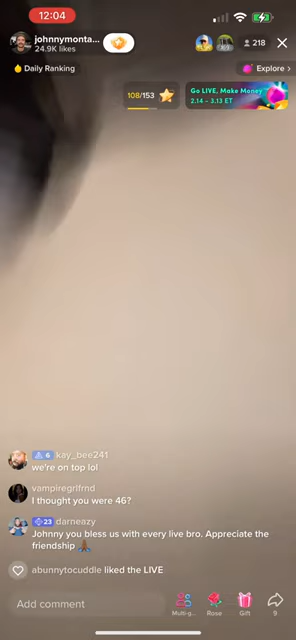 12:04
johnnymonta...
24.9K likes
218
Daily Ranking
Explore >
108/153
Go LIVE, Make Money
2.14 – 3.13 ET
6 kay_bee241
we're on top lol
vampiregrlfrnd
I thought you were 46?
23 darneazy
Johnny you bless us with every live bro. Appreciate the
friendship 🙏🏾
abunnytocuddle liked the LIVE
Add comment
Multi-g...
Rose
Gift
9